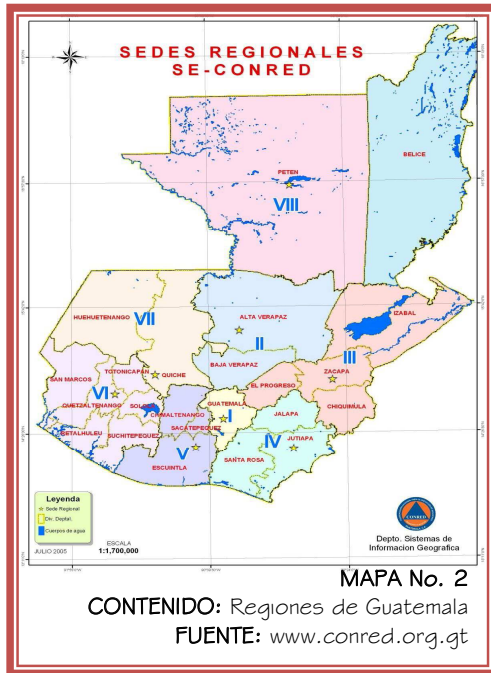 SEDES REGIONALES
SE-CONRED
BELICE
PETEN
VIII
HUEHUETENANGO
VII
ALTA VERAPAZ
IZABAL
II
BAJA VERAPAZ
III
TOTONICAPÁN
QUICHE
ZACAPA
SAN MARCOS
EL PROGRESO
VI
QUETZALTENANGO
SOLOLA
GUATEMALA
CHIMALTENANGO
I
JALAPA
CHIQUIMULA
SACATEPEQUEZ
RETALHULEU
SUCHITEPEQUEZ
IV
JUTIAPA
V
SANTA ROSA
ESCUINTLA
Leyenda
Sede Regional
Div. Deptal.
Cuerpos de agua
JULIO 2005
ESCALA
1:1,700,000
CONRED
Depto. Sistemas de
Informacion Geografica
MAPA No. 2
CONTENIDO: Regiones de Guatemala
FUENTE: www.conred.org.gt